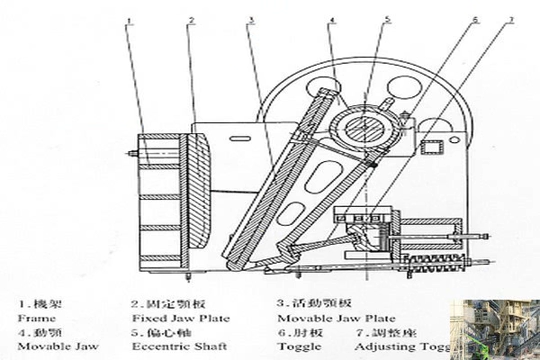 1 2 3 4 5 6 7
1.機架 2.固定顎板 3.活動顎板
Frame Fixed Jaw Plate Movable Jaw Plate
4.動顎 5.偏心軸 6.肘板 7.調整座
Movable Jaw Eccentric Shaft Toggle Adjusting Togg